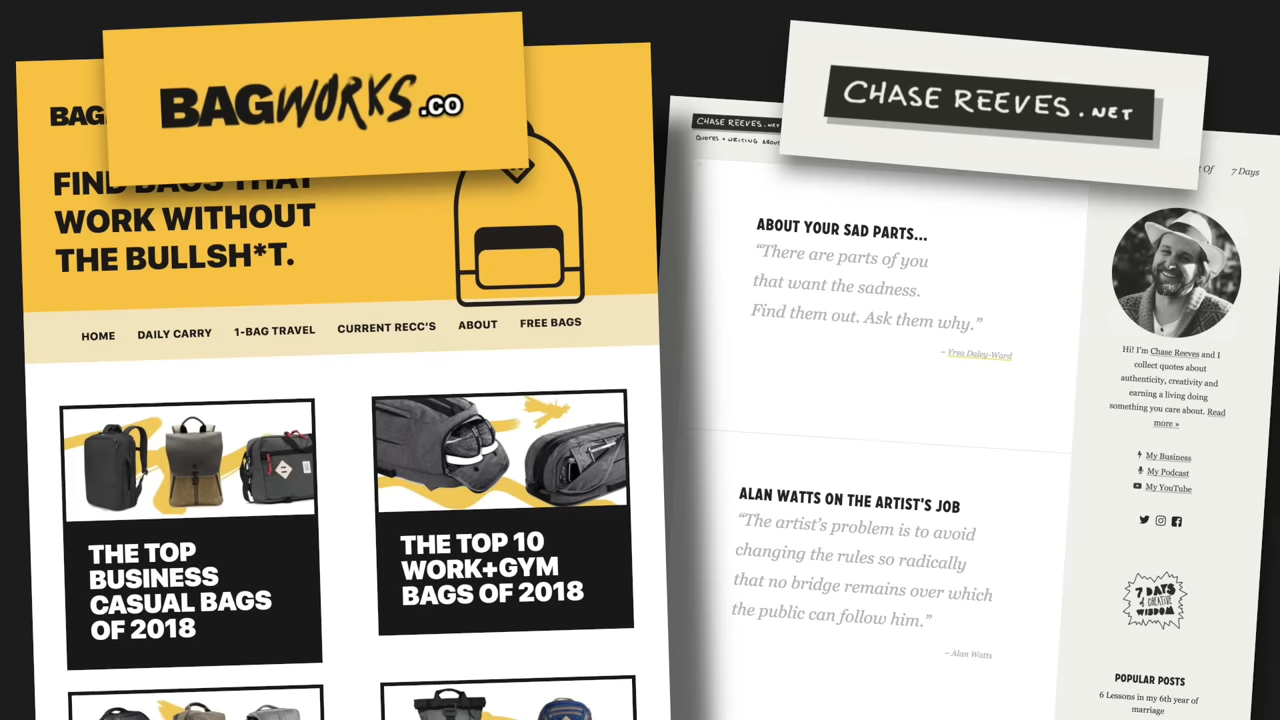 BAGWORKS.CO
BAG
FIND BAGS THAT
WORK WITHOUT
THE BULLSH*T.
HOME DAILY CARRY 1-BAG TRAVEL CURRENT RECC'S ABOUT FREE BAGS
THE TOP
BUSINESS
CASUAL BAGS
OF 2018
THE TOP 10
WORK+GYM
BAGS OF 2018
CHASE REEVES.NET
CHASE REEVES.NET
QUOTES + WRITING ABOUT
Of 7 Days
ABOUT YOUR SAD PARTS...
“There are parts of you
that want the sadness.
Find them out. Ask them why.”
~ Yrsa Daley-Ward
ALAN WATTS ON THE ARTIST'S JOB
“The artist's problem is to avoid
changing the rules so radically
that no bridge remains over which
the public can follow him.”
~ Alan Watts
Hi! I'm Chase Reeves and I
collect quotes about
authenticity, creativity and
earning a living doing
something you care about. Read
more »
My Business
My Podcast
My YouTube
7 DAYS
of CREATIVE
WISDOM
POPULAR POSTS
6 Lessons in my 6th year of
marriage